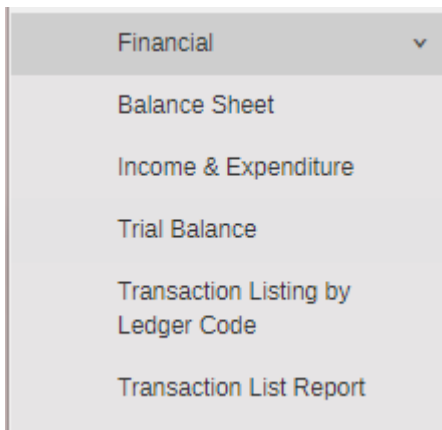 Financial
Balance Sheet
Income & Expenditure
Trial Balance
Transaction Listing by
Ledger Code
Transaction List Report